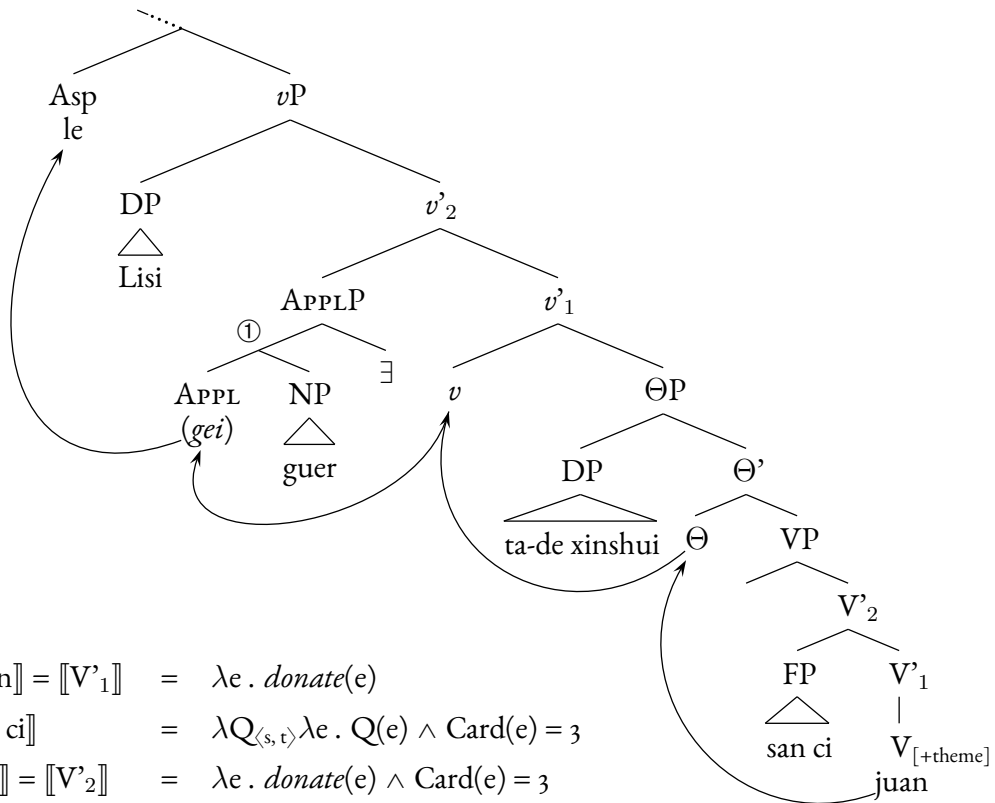 Asp vP
le
DP v’₂
Lisi
APPLP v’₁
①
APPL NP ∃ v ΘP
(gei)
guer DP Θ’
ta-de xinshui Θ VP
V’₂
n⟧ = ⟦V’₁⟧ = λe . donate(e) FP V’₁
ci⟧ = λQ⟨s, t⟩λe . Q(e) ∧ Card(e) = 3 san ci V[+theme]
⟧ = ⟦V’₂⟧ = λe . donate(e) ∧ Card(e) = 3 juan